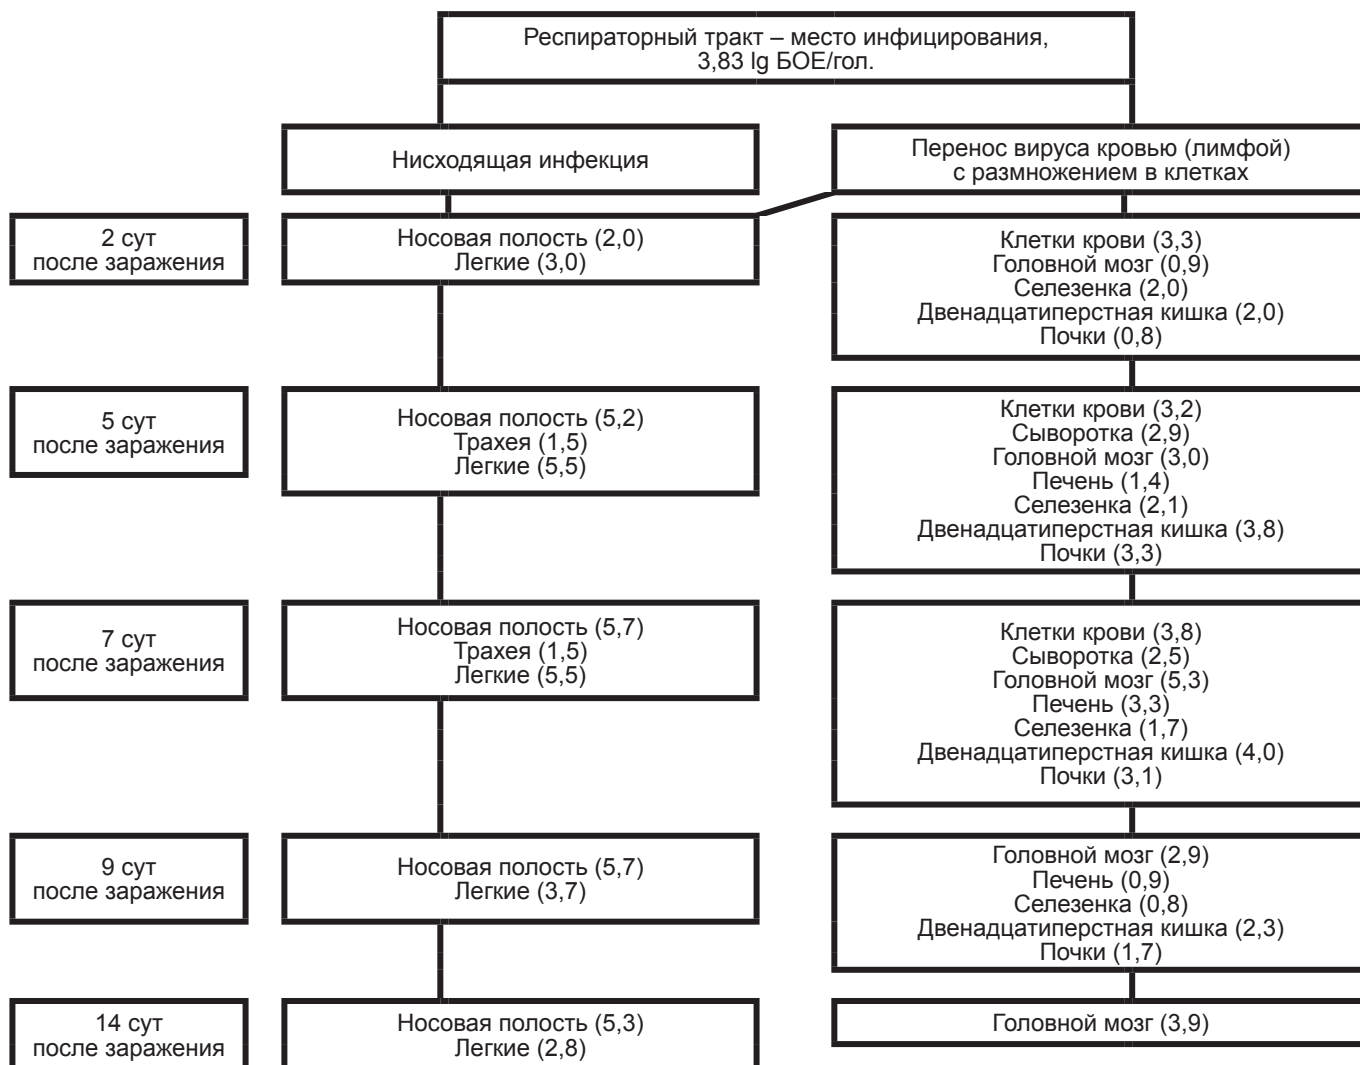 Респираторный тракт – место инфицирования,
3,83 lg БОЕ/гол.
Нисходящая инфекция
Перенос вируса кровью (лимфой)
с размножением в клетках
2 сут
после заражения
Носовая полость (2,0)
Легкие (3,0)
Клетки крови (3,3)
Головной мозг (0,9)
Селезенка (2,0)
Двенадцатиперстная кишка (2,0)
Почки (0,8)
5 сут
после заражения
Носовая полость (5,2)
Трахея (1,5)
Легкие (5,5)
Клетки крови (3,2)
Сыворотка (2,9)
Головной мозг (3,0)
Печень (1,4)
Селезенка (2,1)
Двенадцатиперстная кишка (3,8)
Почки (3,3)
7 сут
после заражения
Носовая полость (5,7)
Трахея (1,5)
Легкие (5,5)
Клетки крови (3,8)
Сыворотка (2,5)
Головной мозг (5,3)
Печень (3,3)
Селезенка (1,7)
Двенадцатиперстная кишка (4,0)
Почки (3,1)
9 сут
после заражения
Носовая полость (5,7)
Легкие (3,7)
Головной мозг (2,9)
Печень (0,9)
Селезенка (0,8)
Двенадцатиперстная кишка (2,3)
Почки (1,7)
14 сут
после заражения
Носовая полость (5,3)
Легкие (2,8)
Головной мозг (3,9)